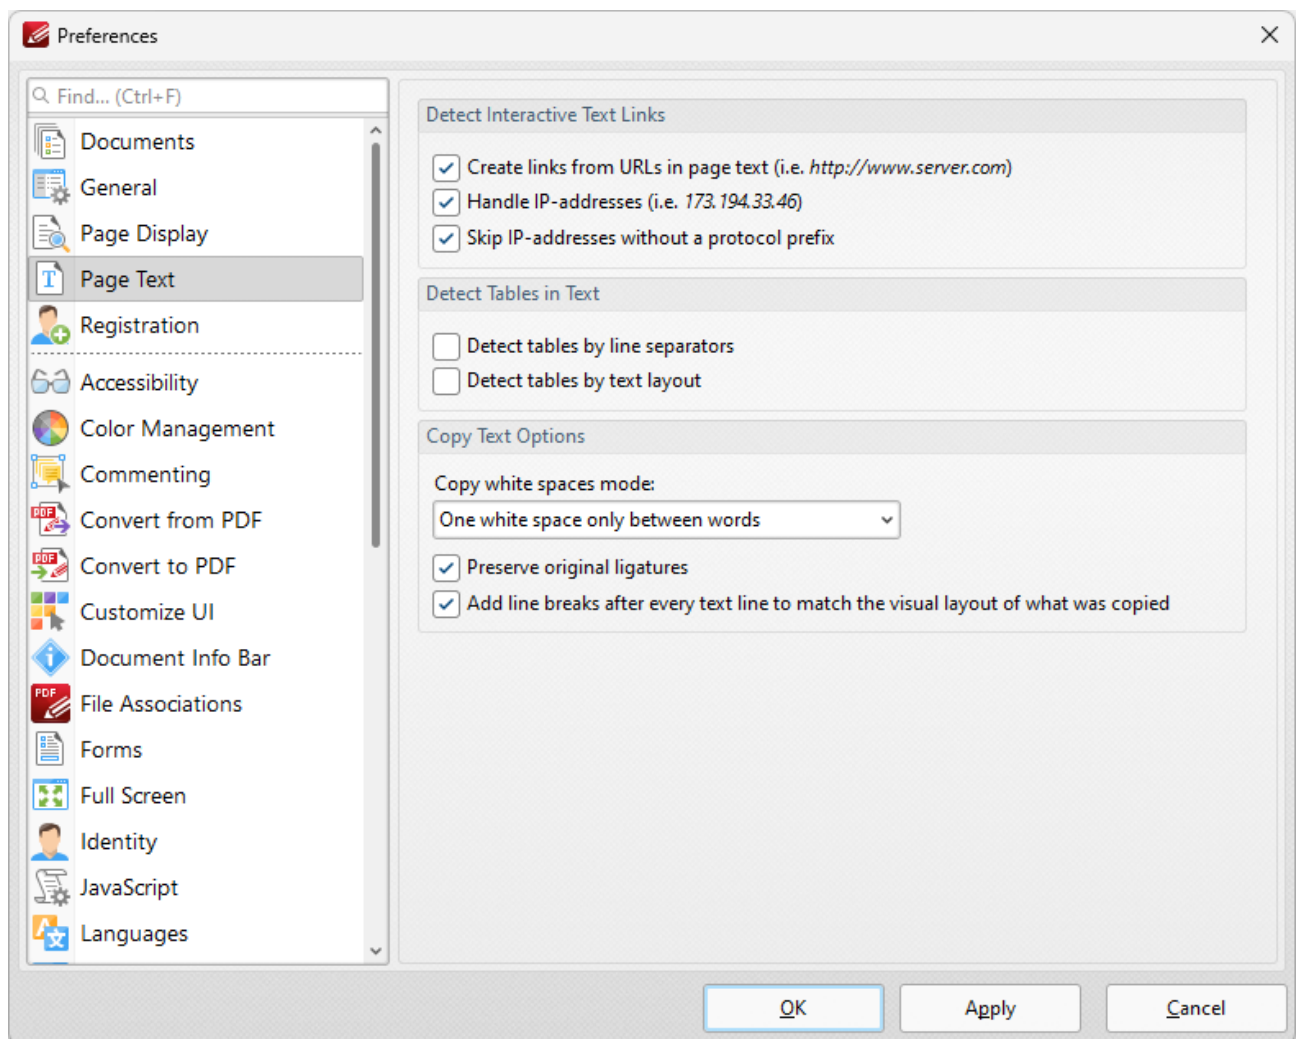 Preferences
Find... (Ctrl+F)
Documents
General
Page Display
Page Text
Registration
Accessibility
Color Management
Commenting
Convert from PDF
Convert to PDF
Customize UI
Document Info Bar
File Associations
Forms
Full Screen
Identity
JavaScript
Languages
Detect Interactive Text Links
Create links from URLs in page text (i.e. http://www.server.com)
Handle IP-addresses (i.e. 173.194.33.46)
Skip IP-addresses without a protocol prefix
Detect Tables in Text
Detect tables by line separators
Detect tables by text layout
Copy Text Options
Copy white spaces mode:
One white space only between words
Preserve original ligatures
Add line breaks after every text line to match the visual layout of what was copied
OK
Apply
Cancel